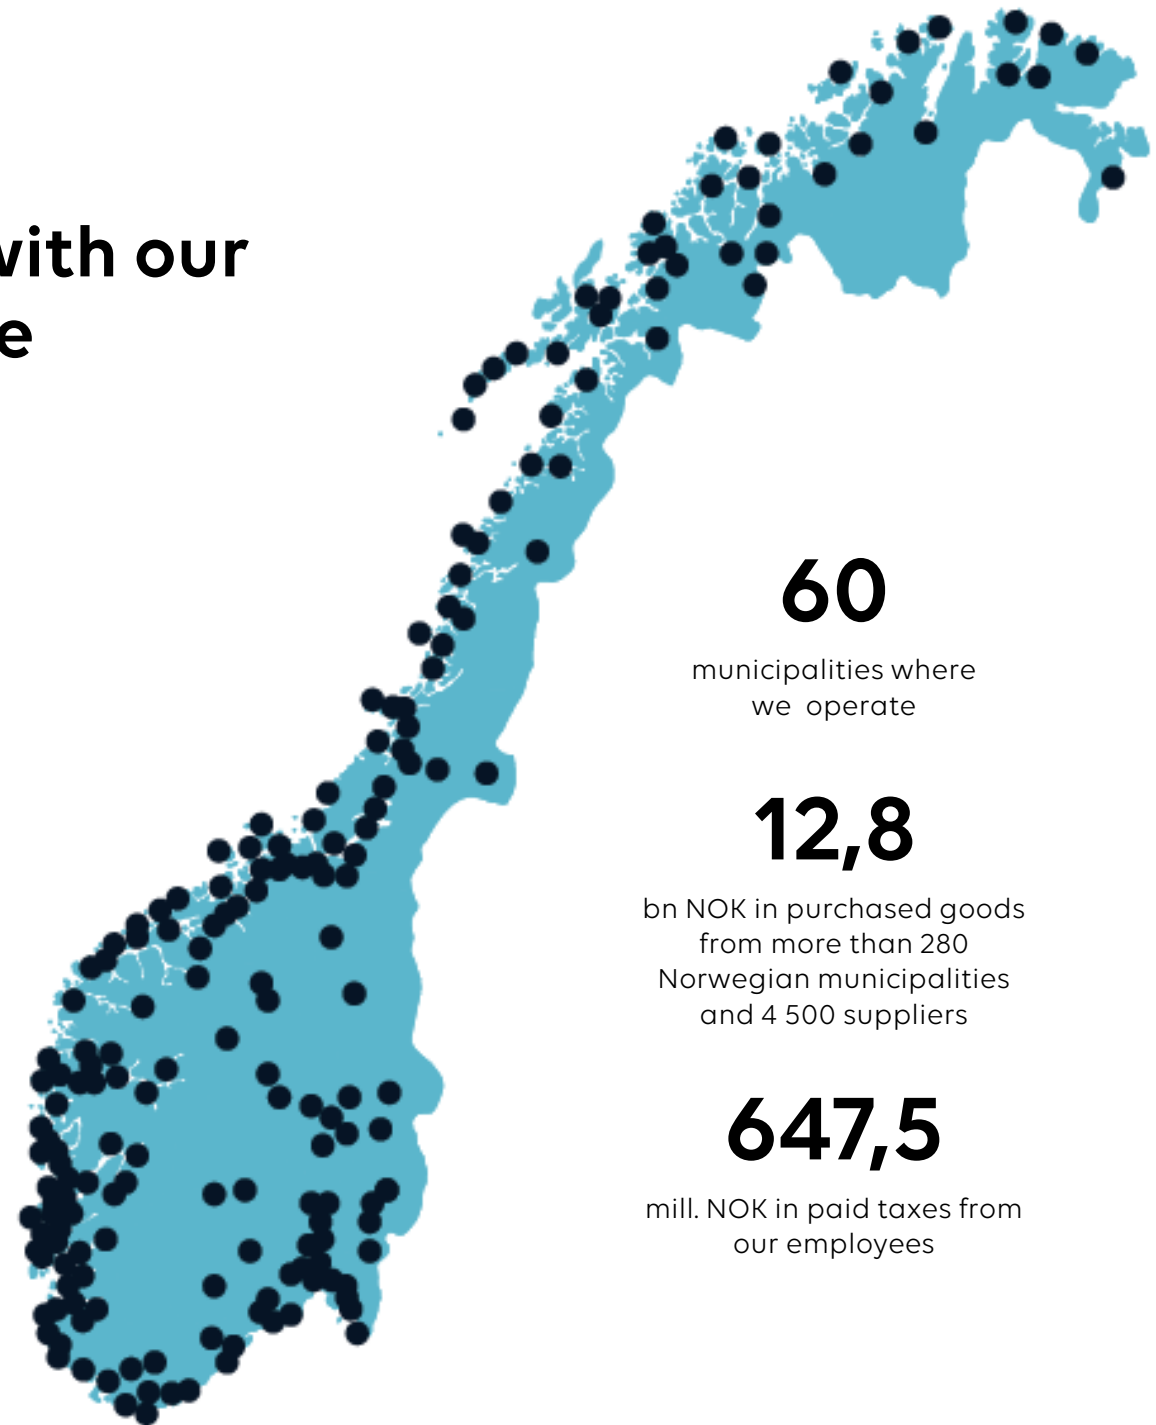 with our
e
60
municipalities where
we operate
12,8
bn NOK in purchased goods
from more than 280
Norwegian municipalities
and 4 500 suppliers
647,5
mill. NOK in paid taxes from
our employees